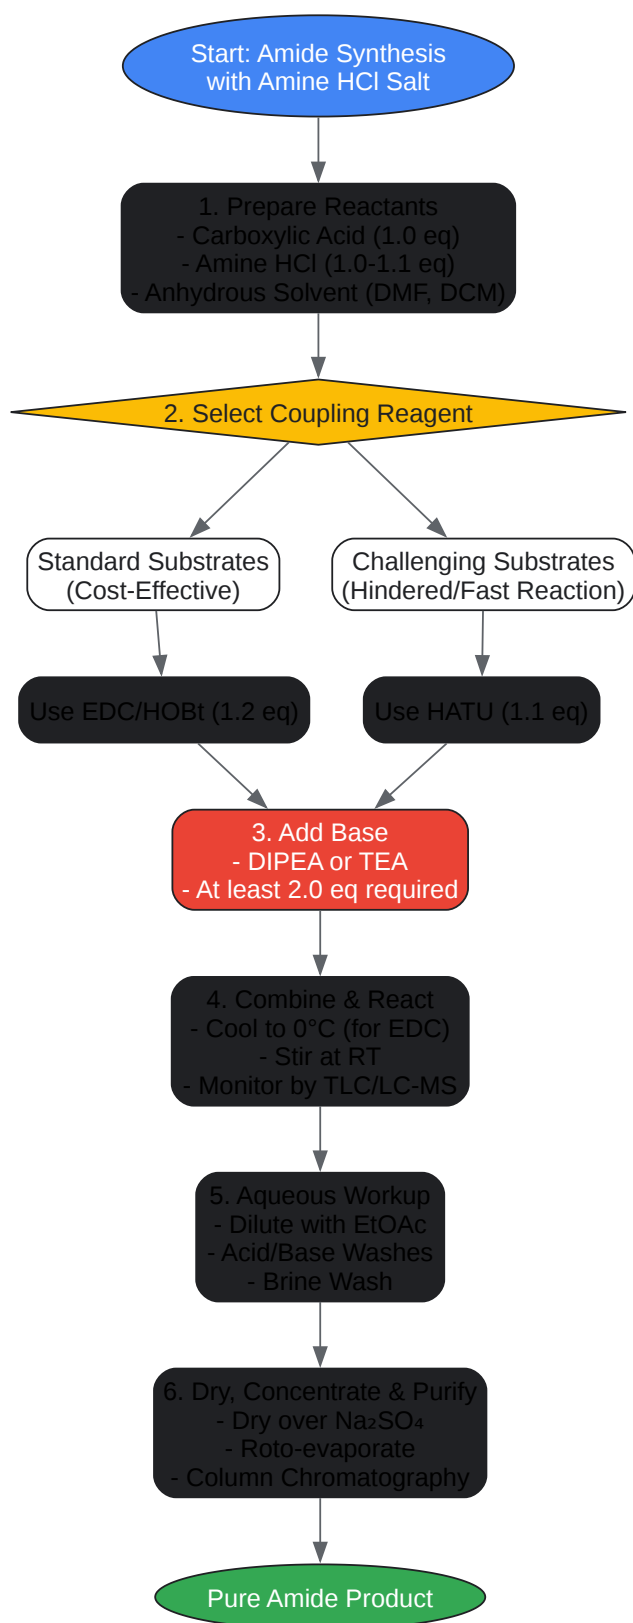 Start: Amide Synthesis
with Amine HCl Salt
1. Prepare Reactants
- Carboxylic Acid (1.0 eq)
- Amine HCl (1.0-1.1 eq)
- Anhydrous Solvent (DMF, DCM)
2. Select Coupling Reagent
Standard Substrates
(Cost-Effective)
Challenging Substrates
(Hindered/Fast Reaction)
Use EDC/HOBt (1.2 eq)
Use HATU (1.1 eq)
3. Add Base
- DIPEA or TEA
- At least 2.0 eq required
4. Combine & React
- Cool to 0°C (for EDC)
- Stir at RT
- Monitor by TLC/LC-MS
5. Aqueous Workup
- Dilute with EtOAc
- Acid/Base Washes
- Brine Wash
6. Dry, Concentrate & Purify
- Dry over Na₂SO₄
- Roto-evaporate
- Column Chromatography
Pure Amide Product